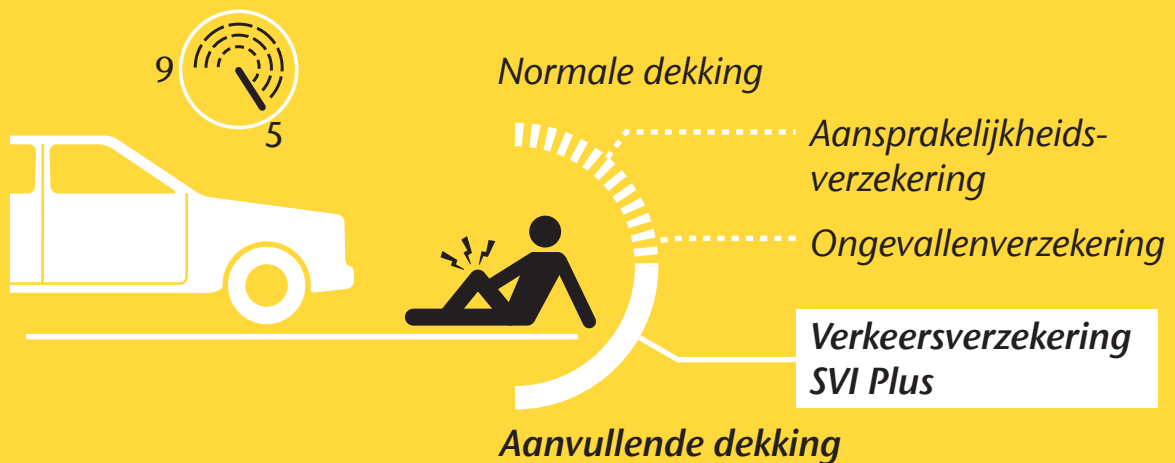 9
5
Normale dekking
Aansprakelijkheids-
verzekering
Ongevallenverzekering
Verkeersverzekering
SVI Plus
Aanvullende dekking